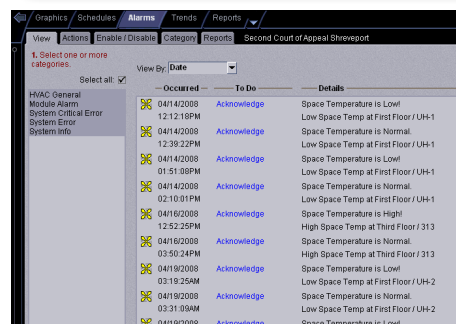 Graphics Schedules Alarms Trends Reports
View Actions Enable / Disable Category Reports Second Court of Appeal Shreveport
1. Select one or more
categories.
Select all:
HVAC General
Module Alarm
System Critical Error
System Error
System Info
View By: Date
Occurred To Do Details
04/14/2008 Acknowledge Space Temperature is Low!
12:12:18PM Low Space Temp at First Floor / UH-1
04/14/2008 Acknowledge Space Temperature is Normal.
12:39:22PM Low Space Temp at First Floor / UH-1
04/14/2008 Acknowledge Space Temperature is Low!
01:51:08PM Low Space Temp at First Floor / UH-1
04/14/2008 Acknowledge Space Temperature is Normal.
02:10:01PM Low Space Temp at First Floor / UH-1
04/16/2008 Acknowledge Space Temperature is High!
12:52:25PM High Space Temp at Third Floor / 313
04/16/2008 Acknowledge Space Temperature is Normal.
03:50:24PM High Space Temp at Third Floor / 313
04/19/2008 Acknowledge Space Temperature is Low!
03:19:25AM Low Space Temp at First Floor / UH-2
04/19/2008 Acknowledge Space Temperature is Normal.
03:31:09AM Low Space Temp at First Floor / UH-2
04/19/2008 Acknowledge Space Temperature is Low!